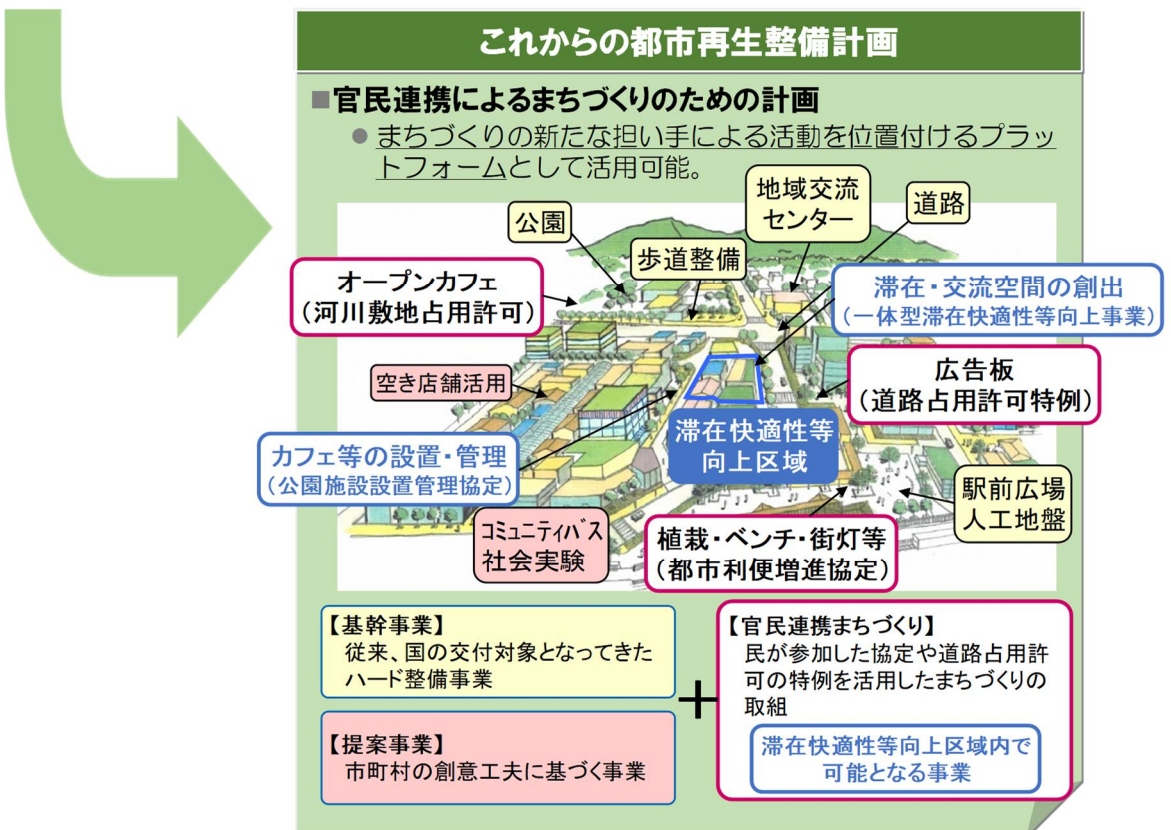 これからの都市再生整備計画
■官民連携によるまちづくりのための計画
● まちづくりの新たな担い手による活動を位置付けるプラッ
トフォームとして活用可能。
地域交流
センター
道路
公園
歩道整備
オープンカフェ
(河川敷地占用許可)
滞在・交流空間の創出
(一体型滞在快適性等向上事業)
空き店舗活用
広告板
(道路占用許可特例)
滞在快適性等
向上区域
カフェ等の設置・管理
(公園施設設置管理協定)
駅前広場
人工地盤
コミュニティバス
社会実験
植栽・ベンチ・街灯等
(都市利便増進協定)
【基幹事業】
従来、国の交付対象となってきた
ハード整備事業
【提案事業】
市町村の創意工夫に基づく事業
+
【官民連携まちづくり】
民が参加した協定や道路占用許
可の特例を活用したまちづくりの
取組
滞在快適性等向上区域内で
可能となる事業